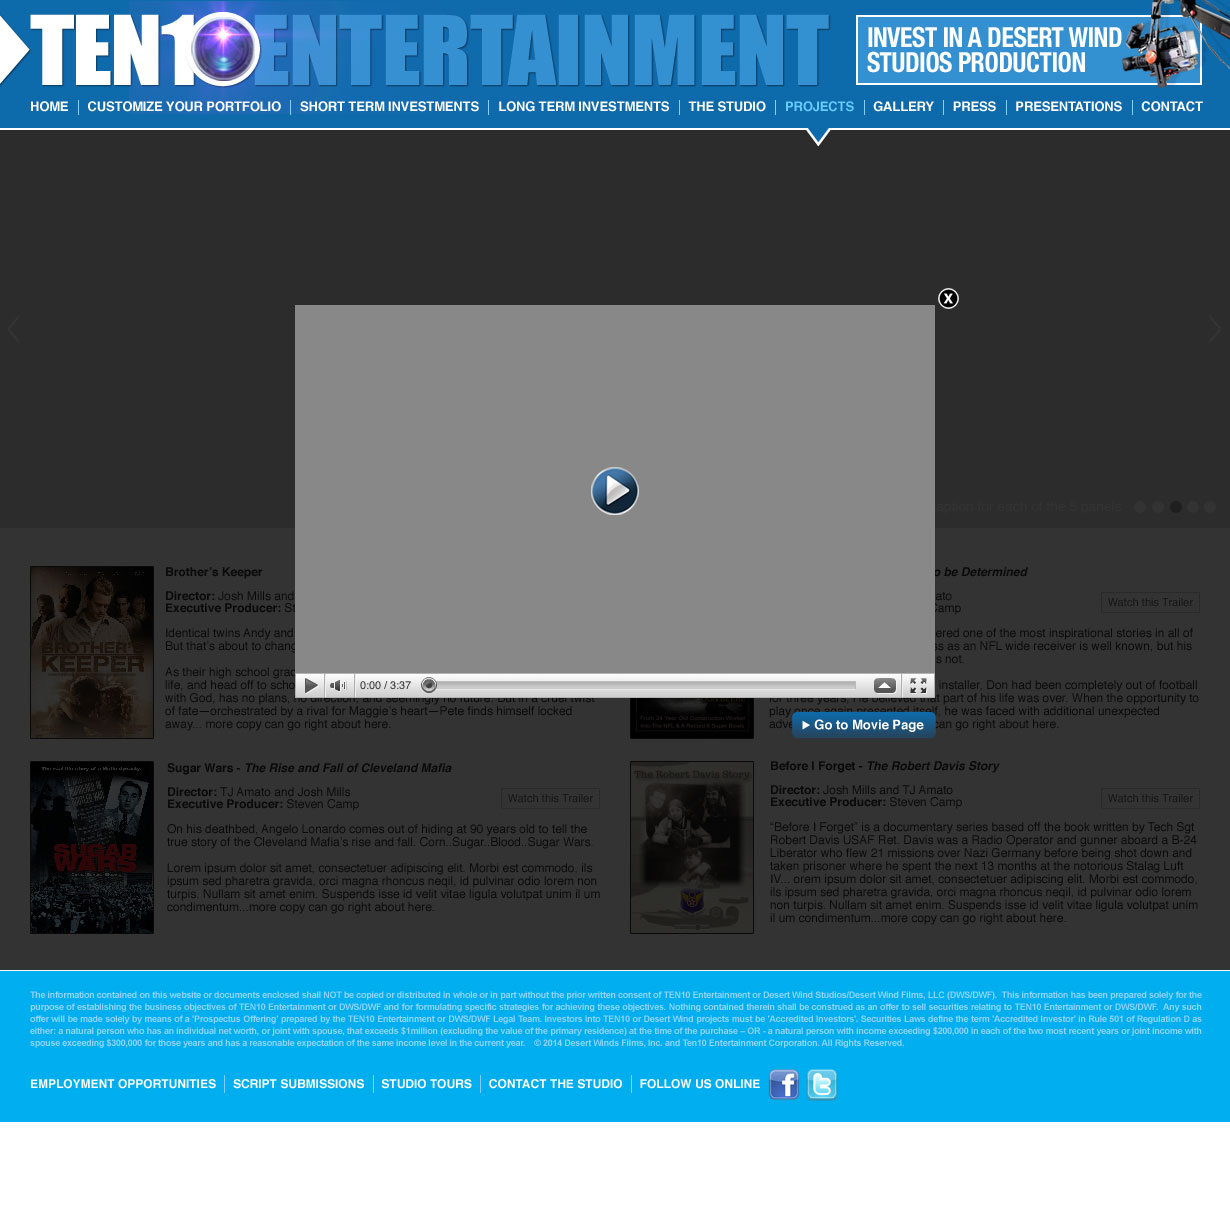 TEN10 ENTERTAINMENT
INVEST IN A DESERT WIND
STUDIOS PRODUCTION
HOME CUSTOMIZE YOUR PORTFOLIO SHORT TERM INVESTMENTS LONG TERM INVESTMENTS THE STUDIO PROJECTS GALLERY PRESS PRESENTATIONS CONTACT
X
aption for each of the 5 panels
Brother's Keeper
Director: Josh Mills and
Executive Producer: St
Identical twins Andy and
But that's about to chang
As their high school grad
life, and head off to scho
with God, has no plans, no direction, and seemingly no future. But in a cruel twist
of fate—orchestrated by a rival for Maggie's heart—Pete finds himself locked
away... more copy can go right about here.
BROTHER'S
KEEPER
o be Determined
ato
Camp
Watch this Trailer
ered one of the most inspirational stories in all of
ss as an NFL wide receiver is well known, but his
s not.
installer, Don had been completely out of football
for three years. He believed that part of his life was over. When the opportunity to
play once again presented itself, he was faced with additional unexpected
adve can go right about here.
0:00 / 3:37
Go to Movie Page
Sugar Wars - The Rise and Fall of Cleveland Mafia
Director: TJ Amato and Josh Mills
Executive Producer: Steven Camp
Watch this Trailer
On his deathbed, Angelo Lonardo comes out of hiding at 90 years old to tell the
true story of the Cleveland Mafia's rise and fall. Corn..Sugar..Blood..Sugar Wars.
Lorem ipsum dolor sit amet, consectetuer adipiscing elit. Morbi est commodo, ils
ipsum sed pharetra gravida, orci magna rhoncus neqil, id pulvinar odio lorem non
turpis. Nullam sit amet enim. Suspends isse id velit vitae ligula volutpat unim il um
condimentum...more copy can go right about here.
SUGAR
WARS
The Robert Davis Story
Before I Forget - The Robert Davis Story
Director: Josh Mills and TJ Amato
Executive Producer: Steven Camp
Watch this Trailer
“Before I Forget” is a documentary series based off the book written by Tech Sgt
Robert Davis USAF Ret. Davis was a Radio Operator and gunner aboard a B-24
Liberator who flew 21 missions over Nazi Germany before being shot down and
taken prisoner where he spent the next 13 months at the notorious Stalag Luft
IV... orem ipsum dolor sit amet, consectetuer adipiscing elit. Morbi est commodo,
ils ipsum sed pharetra gravida, orci magna rhoncus neqil, id pulvinar odio lorem
non turpis. Nullam sit amet enim. Suspends isse id velit vitae ligula volutpat unim
il um condimentum...more copy can go right about here.
The information contained on this website or documents enclosed shall NOT be copied or distributed in whole or in part without the prior written consent of TEN10 Entertainment or Desert Wind Studios/Desert Wind Films, LLC (DWS/DWF). This information has been prepared solely for the
purpose of establishing the business objectives of TEN10 Entertainment or DWS/DWF and for formulating specific strategies for achieving these objectives. Nothing contained therein shall be construed as an offer to sell securities relating to TEN10 Entertainment or DWS/DWF. Any such
offer will be made solely by means of a 'Prospectus Offering' prepared by the TEN10 Entertainment or DWS/DWF Legal Team. Investors into TEN10 or Desert Wind projects must be 'Accredited Investors'. Securities Laws define the term 'Accredited Investor' in Rule 501 of Regulation D as
either: a natural person who has an individual net worth, or joint with spouse, that exceeds $1million (excluding the value of the primary residence) at the time of the purchase – OR - a natural person with income exceeding $200,000 in each of the two most recent years or joint income with
spouse exceeding $300,000 for those years and has a reasonable expectation of the same income level in the current year. © 2014 Desert Winds Films, Inc. and Ten10 Entertainment Corporation. All Rights Reserved.
EMPLOYMENT OPPORTUNITIES SCRIPT SUBMISSIONS STUDIO TOURS CONTACT THE STUDIO FOLLOW US ONLINE